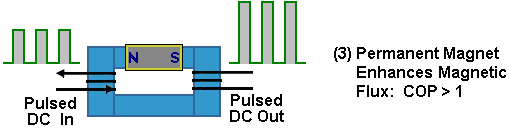 N S
Pulsed
DC In
Pulsed
DC Out
(3) Permanent Magnet
Enhances Magnetic
Flux: COP > 1